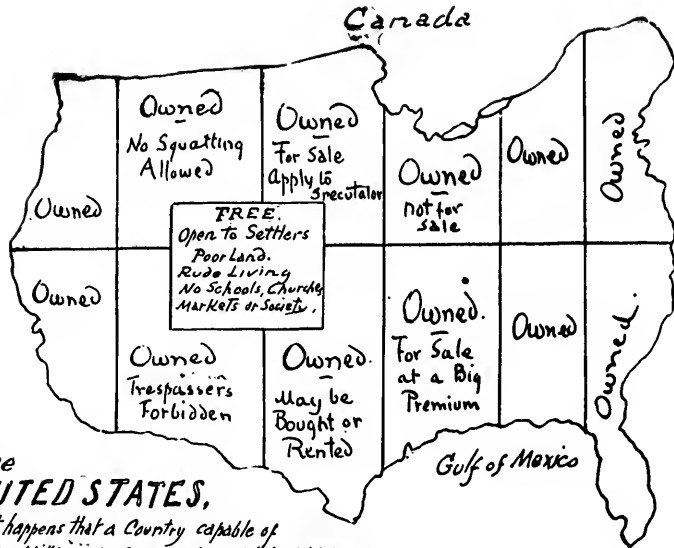 Canada
Owned
No Squatting
Allowed
Owned
For Sale
Apply to
Specutator
Owned
not for
Sale
Owned
Owned
Owned
FREE.
Open to Settlers
Poor Land.
Rude Living
No Schools, Churches,
Markets or Society.
Owned
Owned
Trespassers
Forbidden
Owned.
May be
Bought or
Rented
Owned.
For Sale
at a Big
Premium
Owned
Owned.
Gulf of Mexico
UNITED STATES,
happens that a Country capable of